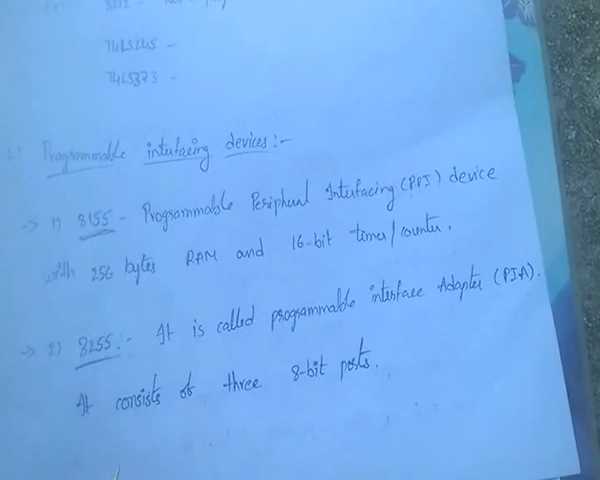 8212 -
74LS245 -
74LS373 -
Programmable interfacing devices :-
→ 1) 8155 - Programmable Peripheral Interfacing (PPI) device
with 256 bytes RAM and 16-bit timer/counter.
→ 2) 8255 :- It is called programmable interface Adapter (PIA).
It consists of three 8-bit ports.